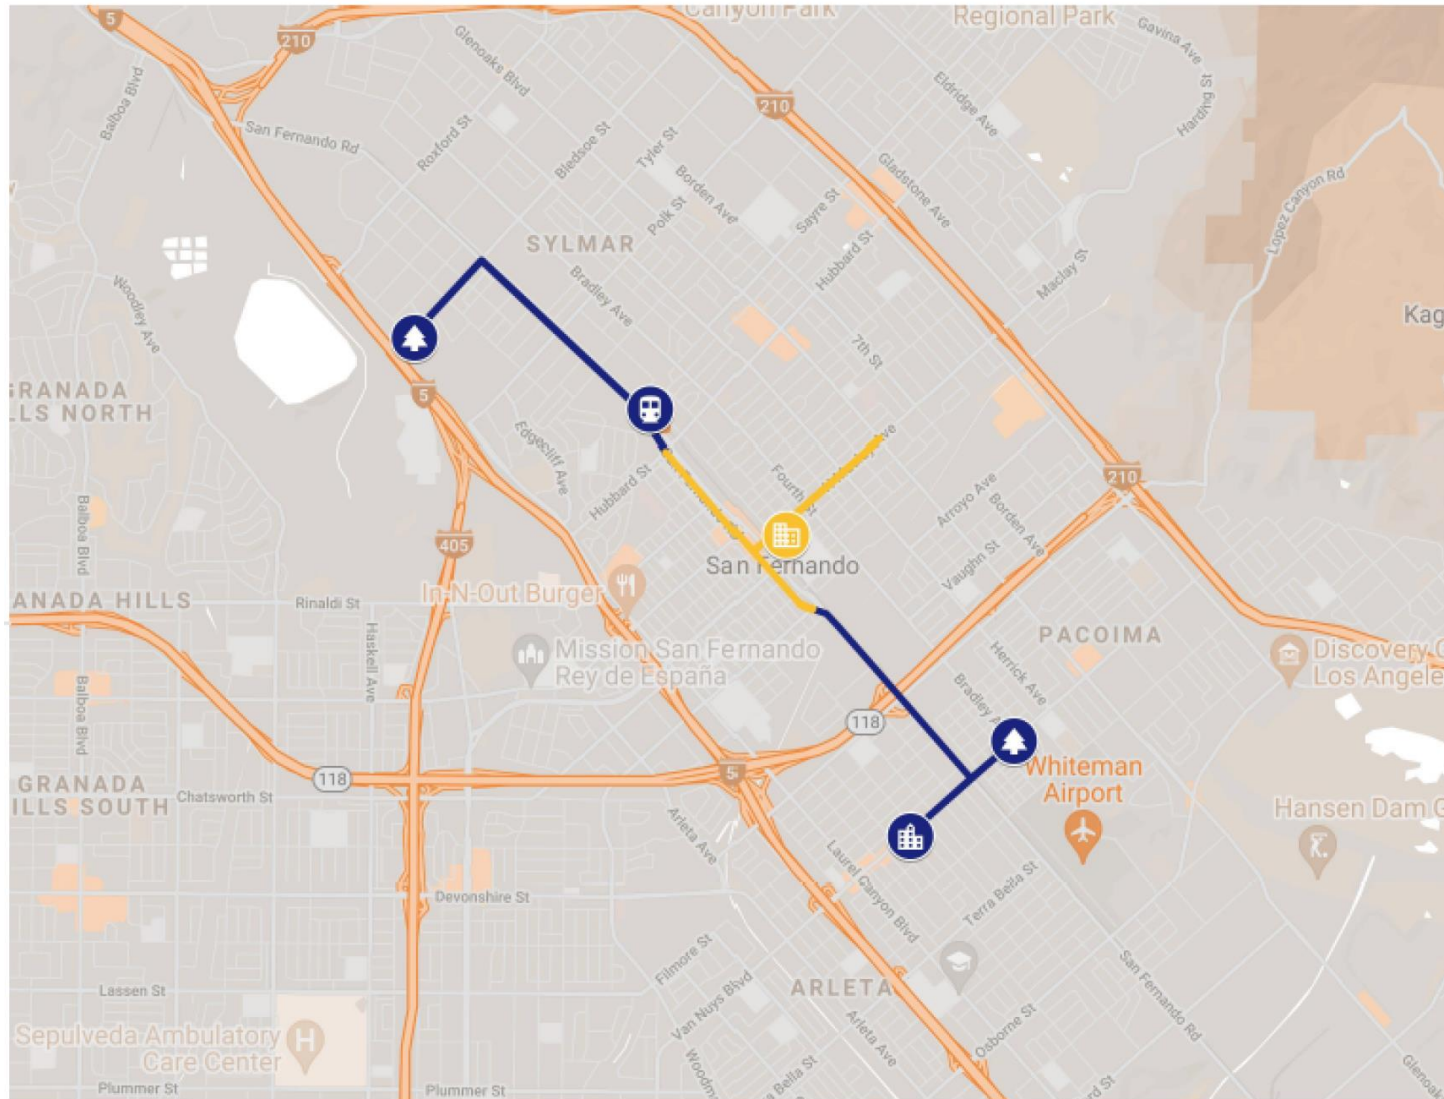 Canyon Park
Regional Park
5
210
Gavina Ave
Glenoaks Blvd
Eldridge Ave
Harding St
Balboa Blvd
210
San Fernando Rd
Roxford St
Bledsoe St
Tyler St
Borden Ave
Gladstone Ave
Lopez Canyon Rd
Polk St
Sayre St
SYLMAR
Hubbard St
Maclay St
Bradley Ave
Woodley Ave
Kag
7th St
GRANADA
LLS NORTH
5
Edgecliff Ave
Hubbard St
Fourth
Ave
210
Arroyo Ave
Borden Ave
Balboa Blvd
405
Vaughn St
San Fernando
In-N-Out Burger
ANADA HILLS
Rinaldi St
Haskell Ave
Mission San Fernando
Rey de España
PACOIMA
Herrick Ave
Discovery C
Los Angele
Bradley A
Balboa Blvd
118
118
5
Whiteman
Airport
GRANADA
ILLS SOUTH
Chatsworth St
Hansen Dam G
Arleta Ave
Laurel Canyon Blvd
Terra Bella St
Devonshire St
Filmore St
San Fernando Rd
Lassen St
Van Nuys Blvd
ARLETA
Arleta Ave
Osborne St
Sepulveda Ambulatory
Care Center
H
Woodm
a Bella St
rd St
Glenoak
Plummer St
Plummer St